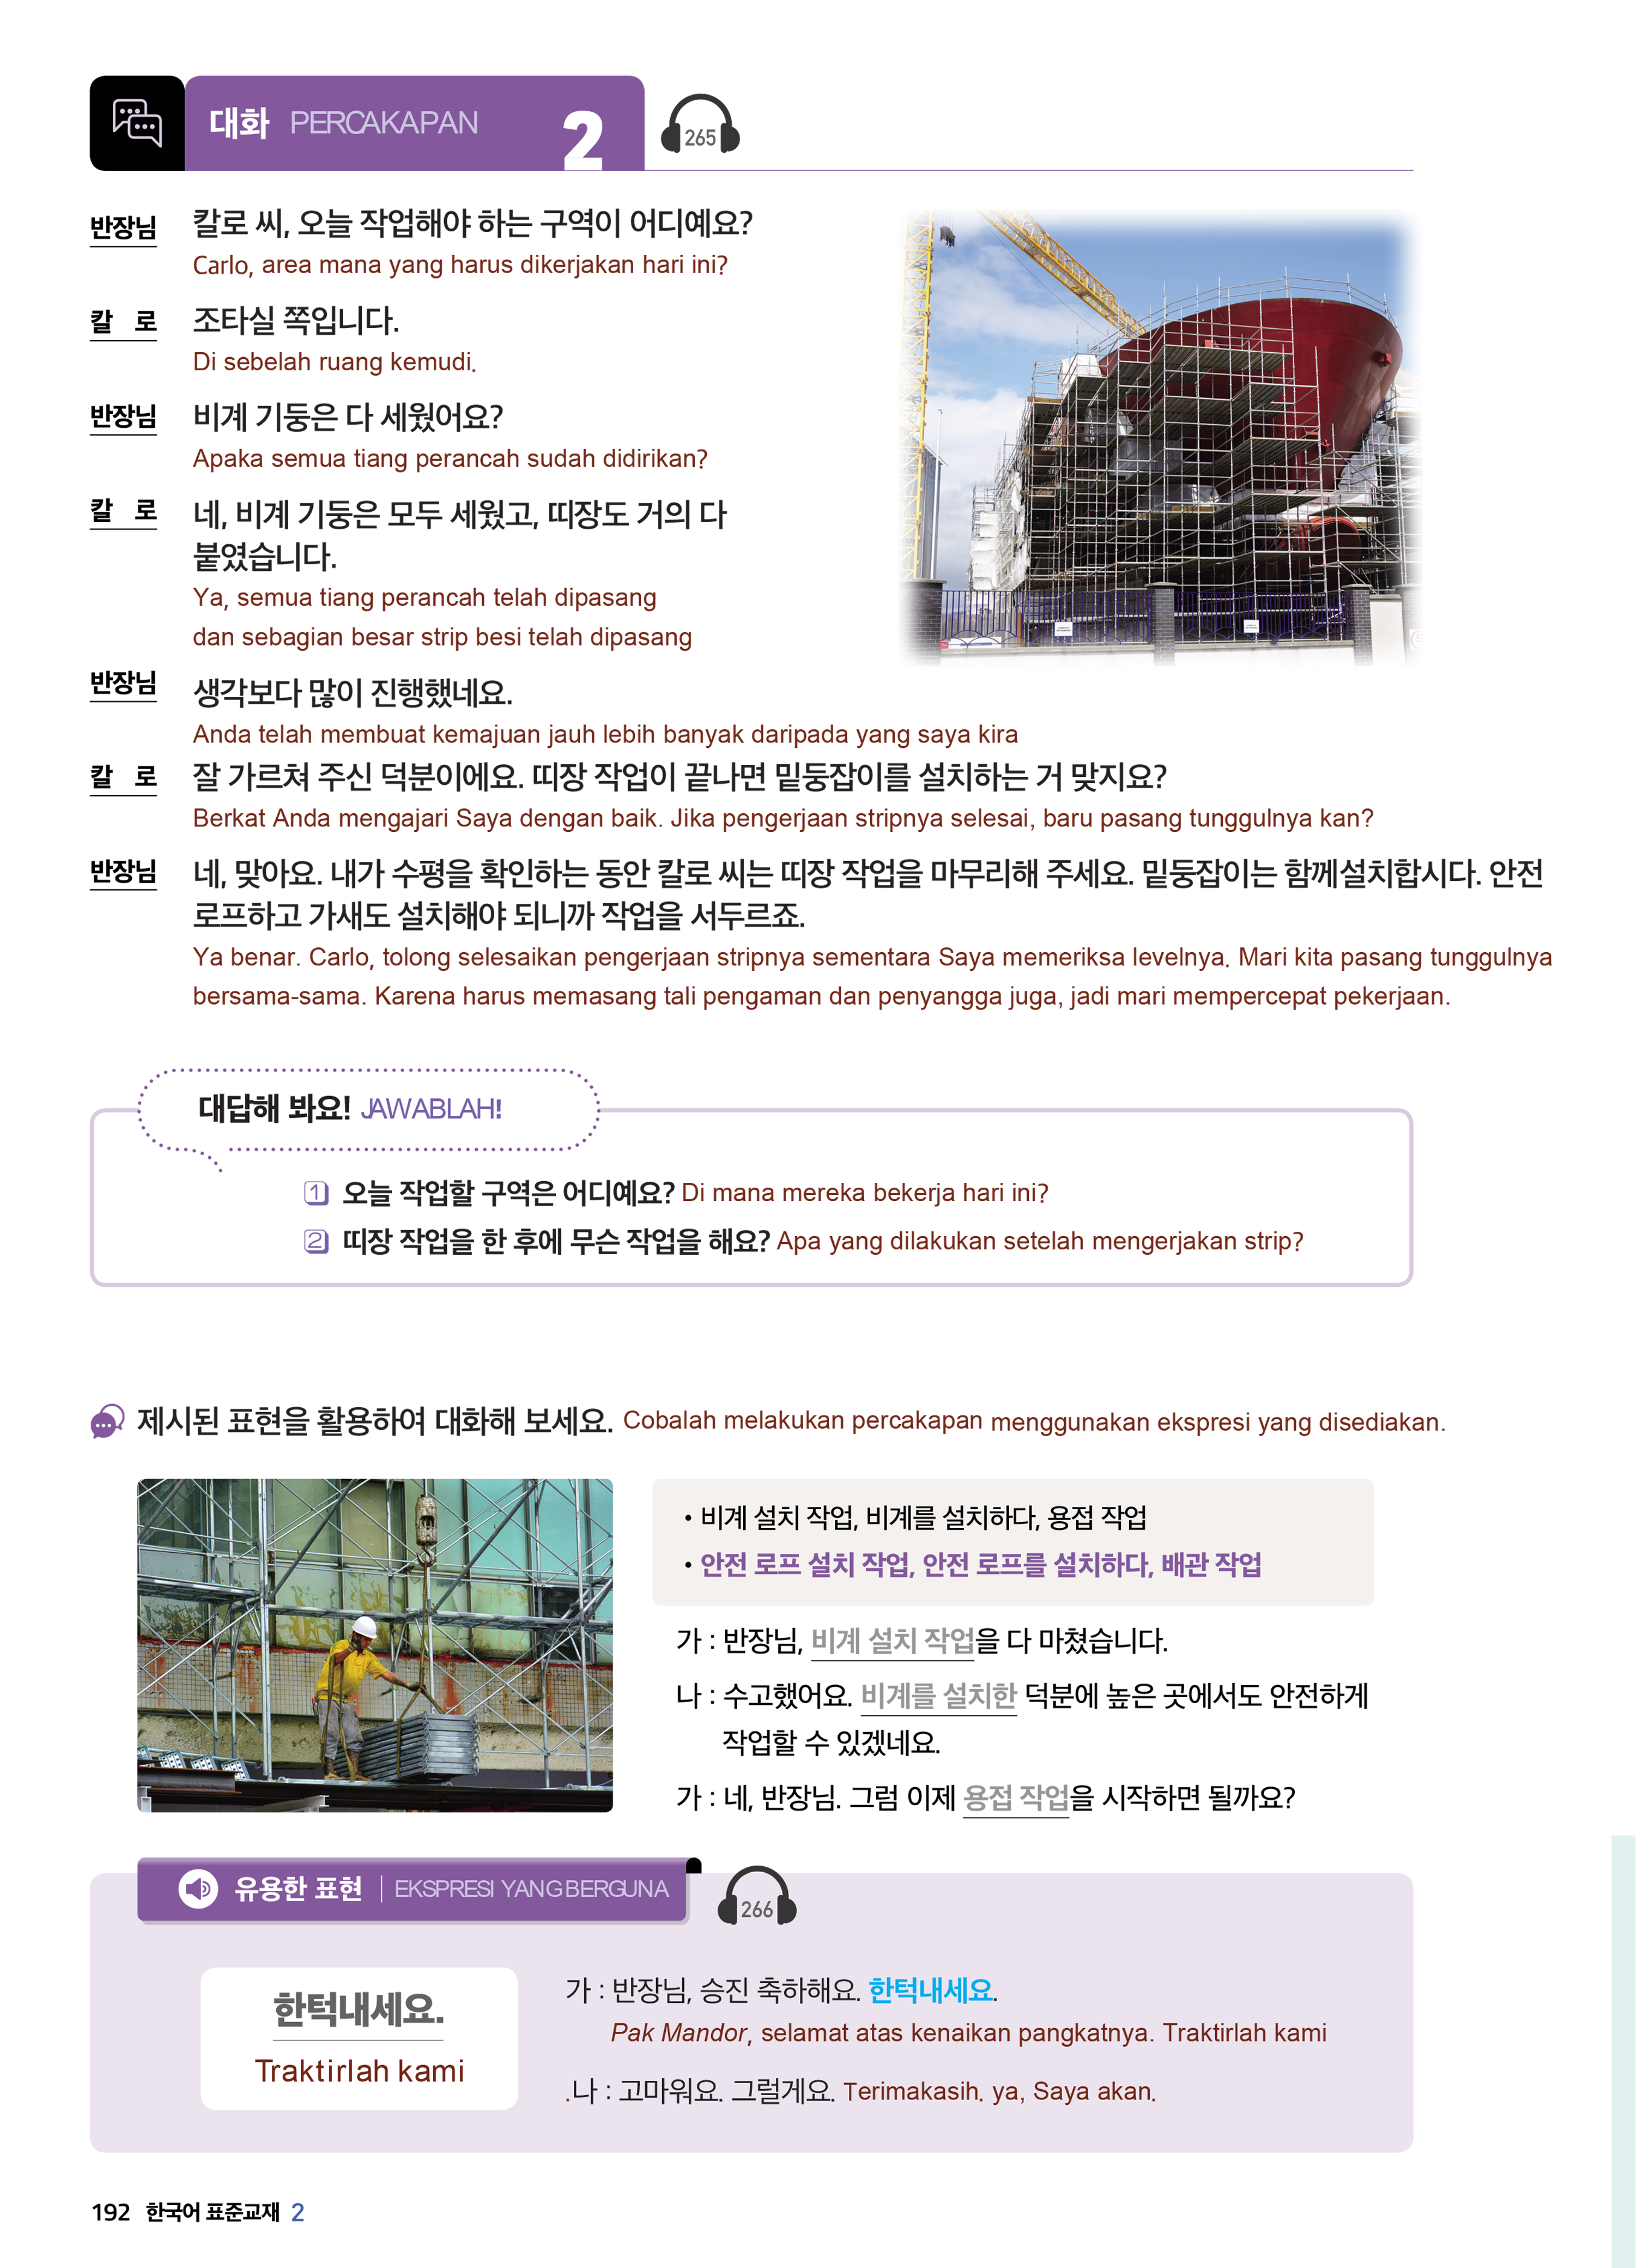 대화 PERCAKAPAN 2
265
반장님 칼로 씨, 오늘 작업해야 하는 구역이 어디예요?
Carlo, area mana yang harus dikerjakan hari ini?
칼 로 조타실 쪽입니다.
Di sebelah ruang kemudi.
반장님 비계 기둥은 다 세웠어요?
Apaka semua tiang perancah sudah didirikan?
칼 로 네, 비계 기둥은 모두 세웠고, 띠장도 거의 다
붙였습니다.
Ya, semua tiang perancah telah dipasang
dan sebagian besar strip besi telah dipasang
반장님 생각보다 많이 진행했네요.
Anda telah membuat kemajuan jauh lebih banyak daripada yang saya kira
칼 로 잘 가르쳐 주신 덕분이에요. 띠장 작업이 끝나면 밑둥잡이를 설치하는 거 맞지요?
Berkat Anda mengajari Saya dengan baik. Jika pengerjaan stripnya selesai, baru pasang tunggulnya kan?
반장님 네, 맞아요. 내가 수평을 확인하는 동안 칼로 씨는 띠장 작업을 마무리해 주세요. 밑둥잡이는 함께설치합시다. 안전
로프하고 가새도 설치해야 되니까 작업을 서두르죠.
Ya benar. Carlo, tolong selesaikan pengerjaan stripnya sementara Saya memeriksa levelnya. Mari kita pasang tunggulnya
bersama-sama. Karena harus memasang tali pengaman dan penyangga juga, jadi mari mempercepat pekerjaan.
대답해 봐요! JAWABLAH!
1 오늘 작업할 구역은 어디예요? Di mana mereka bekerja hari ini?
2 띠장 작업을 한 후에 무슨 작업을 해요? Apa yang dilakukan setelah mengerjakan strip?
제시된 표현을 활용하여 대화해 보세요. Cobalah melakukan percakapan menggunakan ekspresi yang disediakan.
• 비계 설치 작업, 비계를 설치하다, 용접 작업
• 안전 로프 설치 작업, 안전 로프를 설치하다, 배관 작업
가 : 반장님, 비계 설치 작업을 다 마쳤습니다.
나 : 수고했어요. 비계를 설치한 덕분에 높은 곳에서도 안전하게
작업할 수 있겠네요.
가 : 네, 반장님. 그럼 이제 용접 작업을 시작하면 될까요?
유용한 표현 EKSPRESI YANG BERGUNA
266
한턱내세요.
Traktirlah kami
가 : 반장님, 승진 축하해요. 한턱내세요.
Pak Mandor, selamat atas kenaikan pangkatnya. Traktirlah kami
.나 : 고마워요. 그럴게요. Terimakasih. ya, Saya akan.
192 한국어 표준교재 2